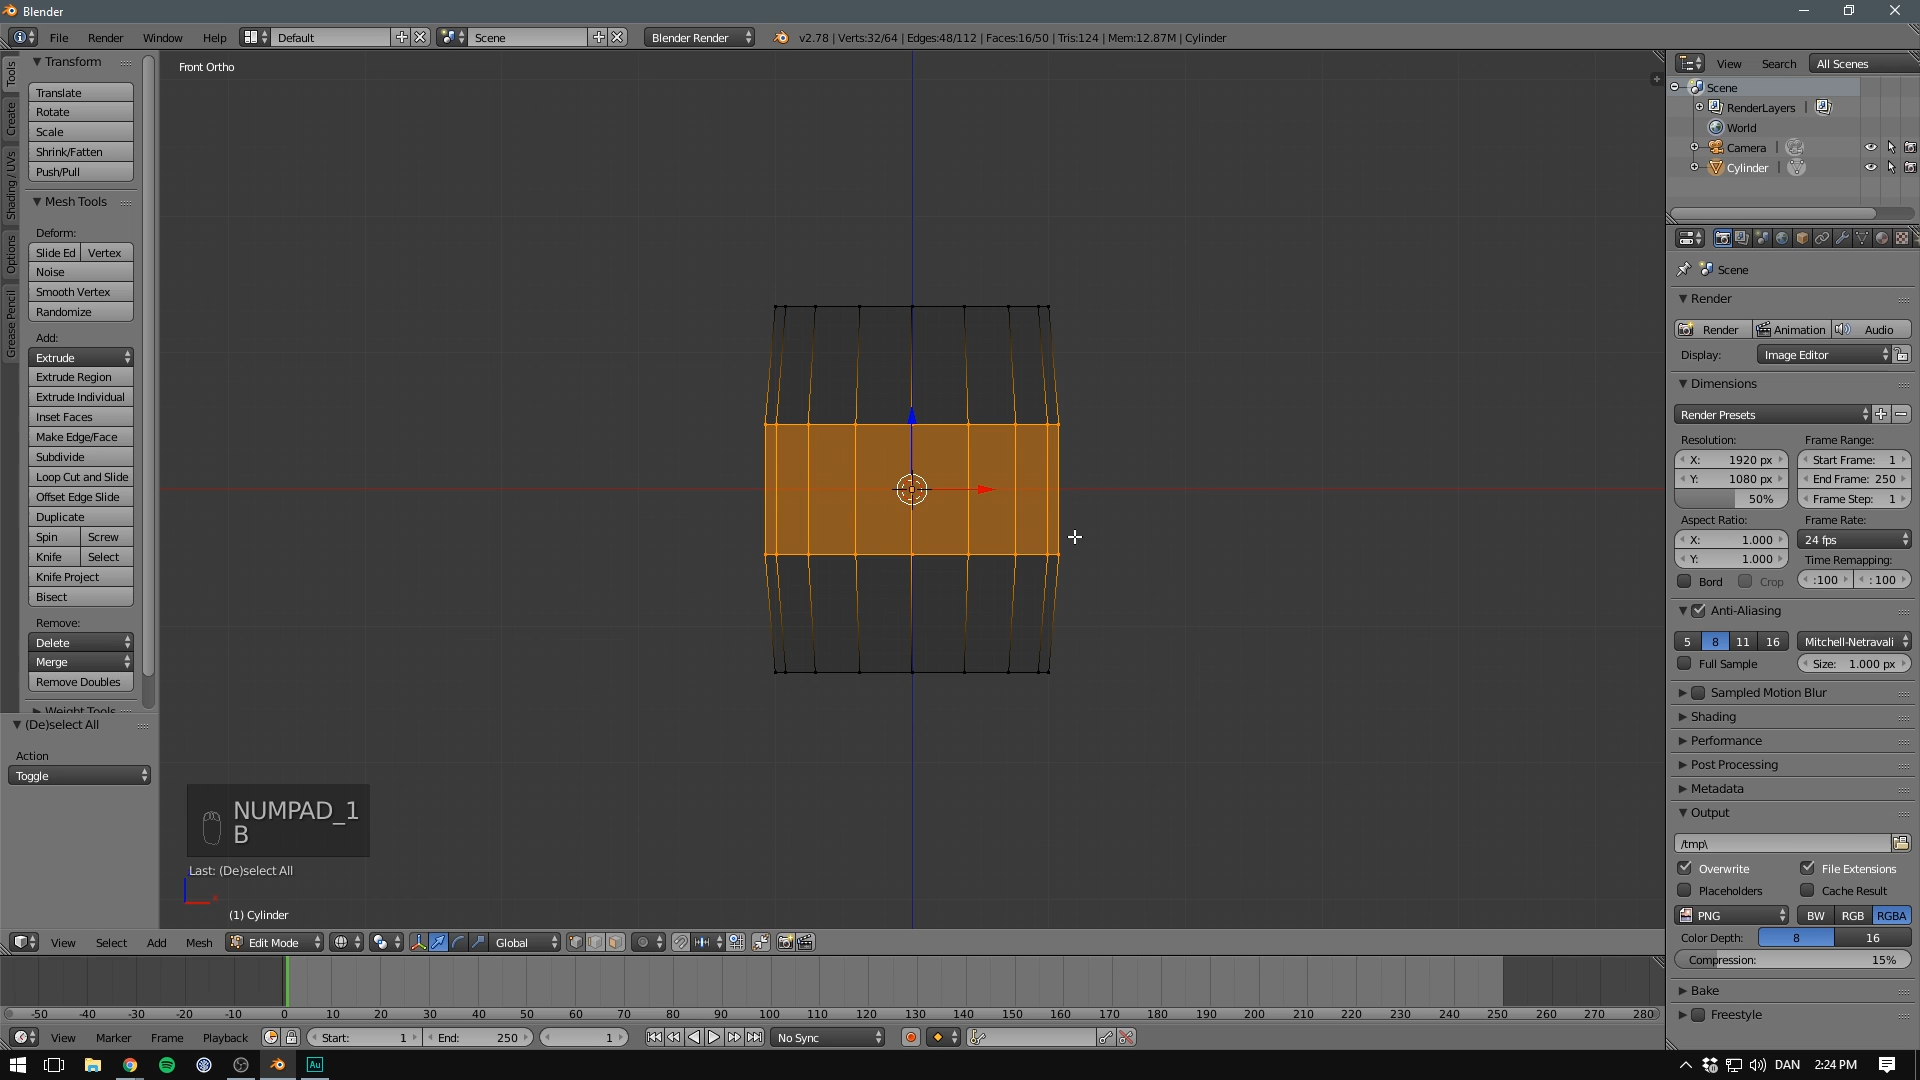 Blender
File Render Window Help Default Scene Blender Render v2.78 | Verts:32/64 | Edges:48/112 | Faces:16/50 | Tris:124 | Mem:12.87M | Cylinder
Tools
Create
Shading / UVs
Options
Grease Pencil
Transform
Translate
Rotate
Scale
Shrink/Fatten
Push/Pull
Mesh Tools
Deform:
Slide Ed Vertex
Noise
Smooth Vertex
Randomize
Add:
Extrude
Extrude Region
Extrude Individual
Inset Faces
Make Edge/Face
Subdivide
Loop Cut and Slide
Offset Edge Slide
Duplicate
Spin Screw
Knife Select
Knife Project
Bisect
Remove:
Delete
Merge
Remove Doubles
Weight Tools
(De)select All
Action
Toggle
Front Ortho
NUMPAD_1
B
Last: (De)select All
(1) Cylinder
View Select Add Mesh Edit Mode Global
-50 -40 -30 -20 -10 0 10 20 30 40 50 60 70 80 90 100 110 120 130 140 150 160 170 180 190 200 210 220 230 240 250 260 270 280
View Marker Frame Playback Start: 1 End: 250 1 No Sync
View Search All Scenes
Scene
RenderLayers |
World
Camera |
Cylinder |
Scene
Render
Render Animation Audio
Display: Image Editor
Dimensions
Render Presets
Resolution: Frame Range:
X: 1920 px Start Frame: 1
Y: 1080 px End Frame: 250
50% Frame Step: 1
Aspect Ratio: Frame Rate:
X: 1.000 24 fps
Y: 1.000 Time Remapping:
Bord Crop :100 : 100
Anti-Aliasing
5 8 11 16 Mitchell-Netravali
Full Sample Size: 1.000 px
Sampled Motion Blur
Shading
Performance
Post Processing
Metadata
Output
/tmp\
Overwrite File Extensions
Placeholders Cache Result
PNG BW RGB RGBA
Color Depth: 8 16
Compression: 15%
Bake
Freestyle
Au DAN 2:24 PM